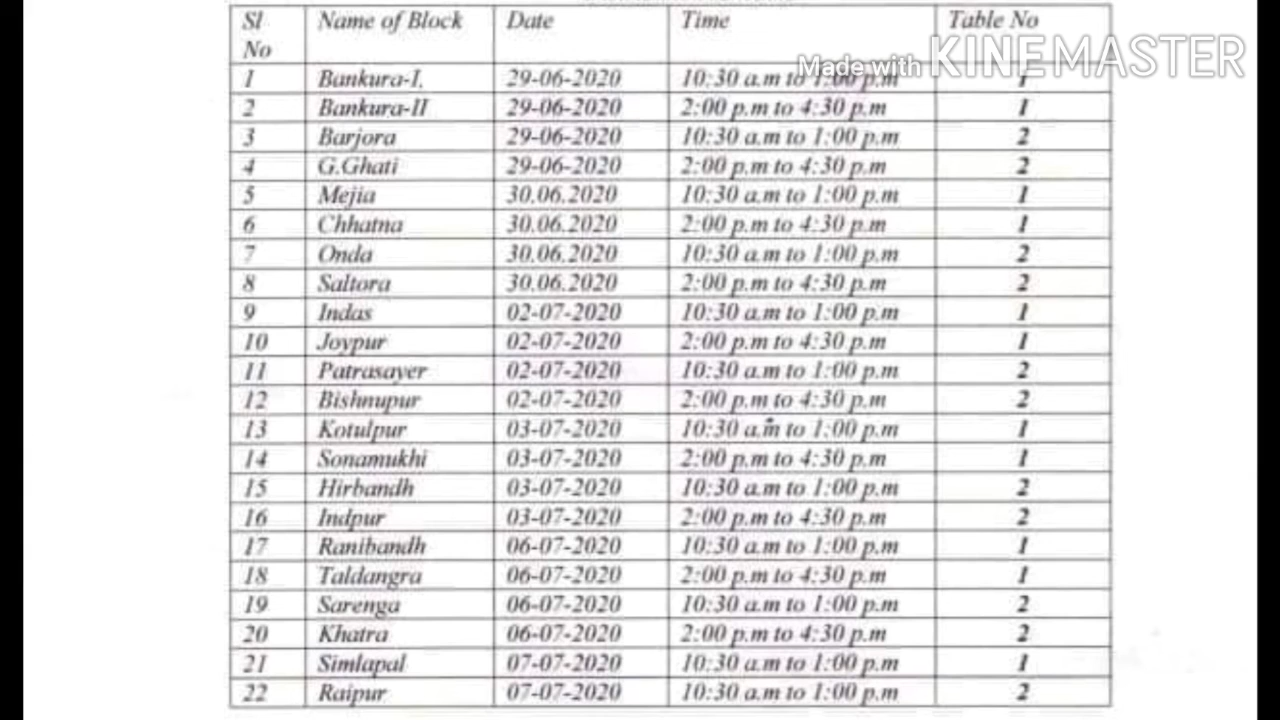 Sl No Name of Block Date Time Table No
Made with KINEMASTER
1 Bankura-I. 29-06-2020 10:30 a.m to 1:00 p.m 1
2 Bankura-II 29-06-2020 2:00 p.m to 4:30 p.m 1
3 Barjora 29-06-2020 10:30 a.m to 1:00 p.m 2
4 G.Ghati 29-06-2020 2:00 p.m to 4:30 p.m 2
5 Mejia 30.06.2020 10:30 a.m to 1:00 p.m 1
6 Chhatna 30.06.2020 2:00 p.m to 4:30 p.m 1
7 Onda 30.06.2020 10:30 a.m to 1:00 p.m 2
8 Saltora 30.06.2020 2:00 p.m to 4:30 p.m 2
9 Indas 02-07-2020 10:30 a.m to 1:00 p.m 1
10 Joypur 02-07-2020 2:00 p.m to 4:30 p.m 1
11 Patrasayer 02-07-2020 10:30 a.m to 1:00 p.m 2
12 Bishnupur 02-07-2020 2:00 p.m to 4:30 p.m 2
13 Kotulpur 03-07-2020 10:30 a.m to 1:00 p.m 1
14 Sonamukhi 03-07-2020 2:00 p.m to 4:30 p.m 1
15 Hirbandh 03-07-2020 10:30 a.m to 1:00 p.m 2
16 Indpur 03-07-2020 2:00 p.m to 4:30 p.m 2
17 Ranibandh 06-07-2020 10:30 a.m to 1:00 p.m 1
18 Taldangra 06-07-2020 2:00 p.m to 4:30 p.m 1
19 Sarenga 06-07-2020 10:30 a.m to 1:00 p.m 2
20 Khatra 06-07-2020 2:00 p.m to 4:30 p.m 2
21 Simlapal 07-07-2020 10:30 a.m to 1:00 p.m 1
22 Raipur 07-07-2020 10:30 a.m to 1:00 p.m 2